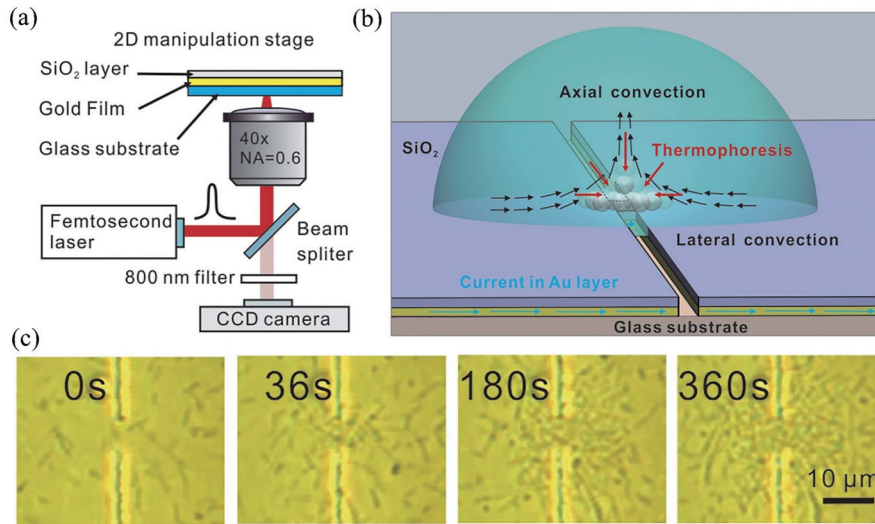 (a)
2D manipulation stage
SiO2 layer
Gold Film
Glass substrate
40x
NA=0.6
Femtosecond
laser
Beam
spliter
800 nm filter
CCD camera
(b)
Axial convection
SiO2
Thermophoresis
Lateral convection
Current in Au layer
Glass substrate
(c)
0s
36s
180s
360s
10 μm